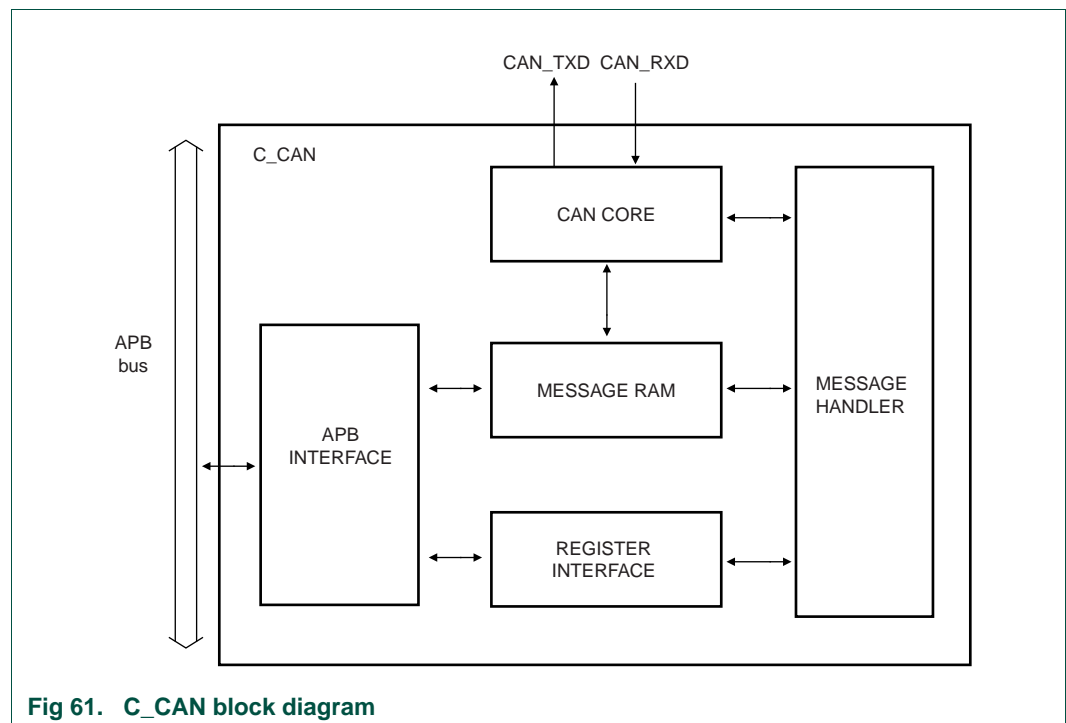 CAN_TXD CAN_RXD
C_CAN
CAN CORE
APB
bus
APB
INTERFACE
MESSAGE RAM
MESSAGE
HANDLER
REGISTER
INTERFACE
Fig 61. C_CAN block diagram